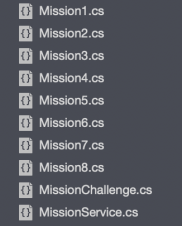 Mission1.cs
Mission2.cs
Mission3.cs
Mission4.cs
Mission5.cs
Mission6.cs
Mission7.cs
Mission8.cs
MissionChallenge.cs
MissionService.cs